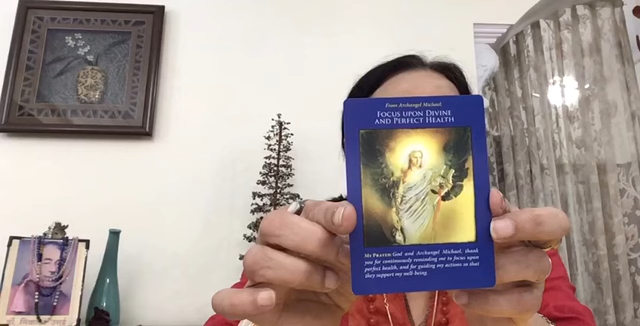 From Archangel Michael:
FOCUS UPON DIVINE
AND PERFECT HEALTH
MY PRAYER: God and Archangel Michael, thank
you for continuously reminding me to focus upon
perfect health, and for guiding my actions so that
they support my well-being.